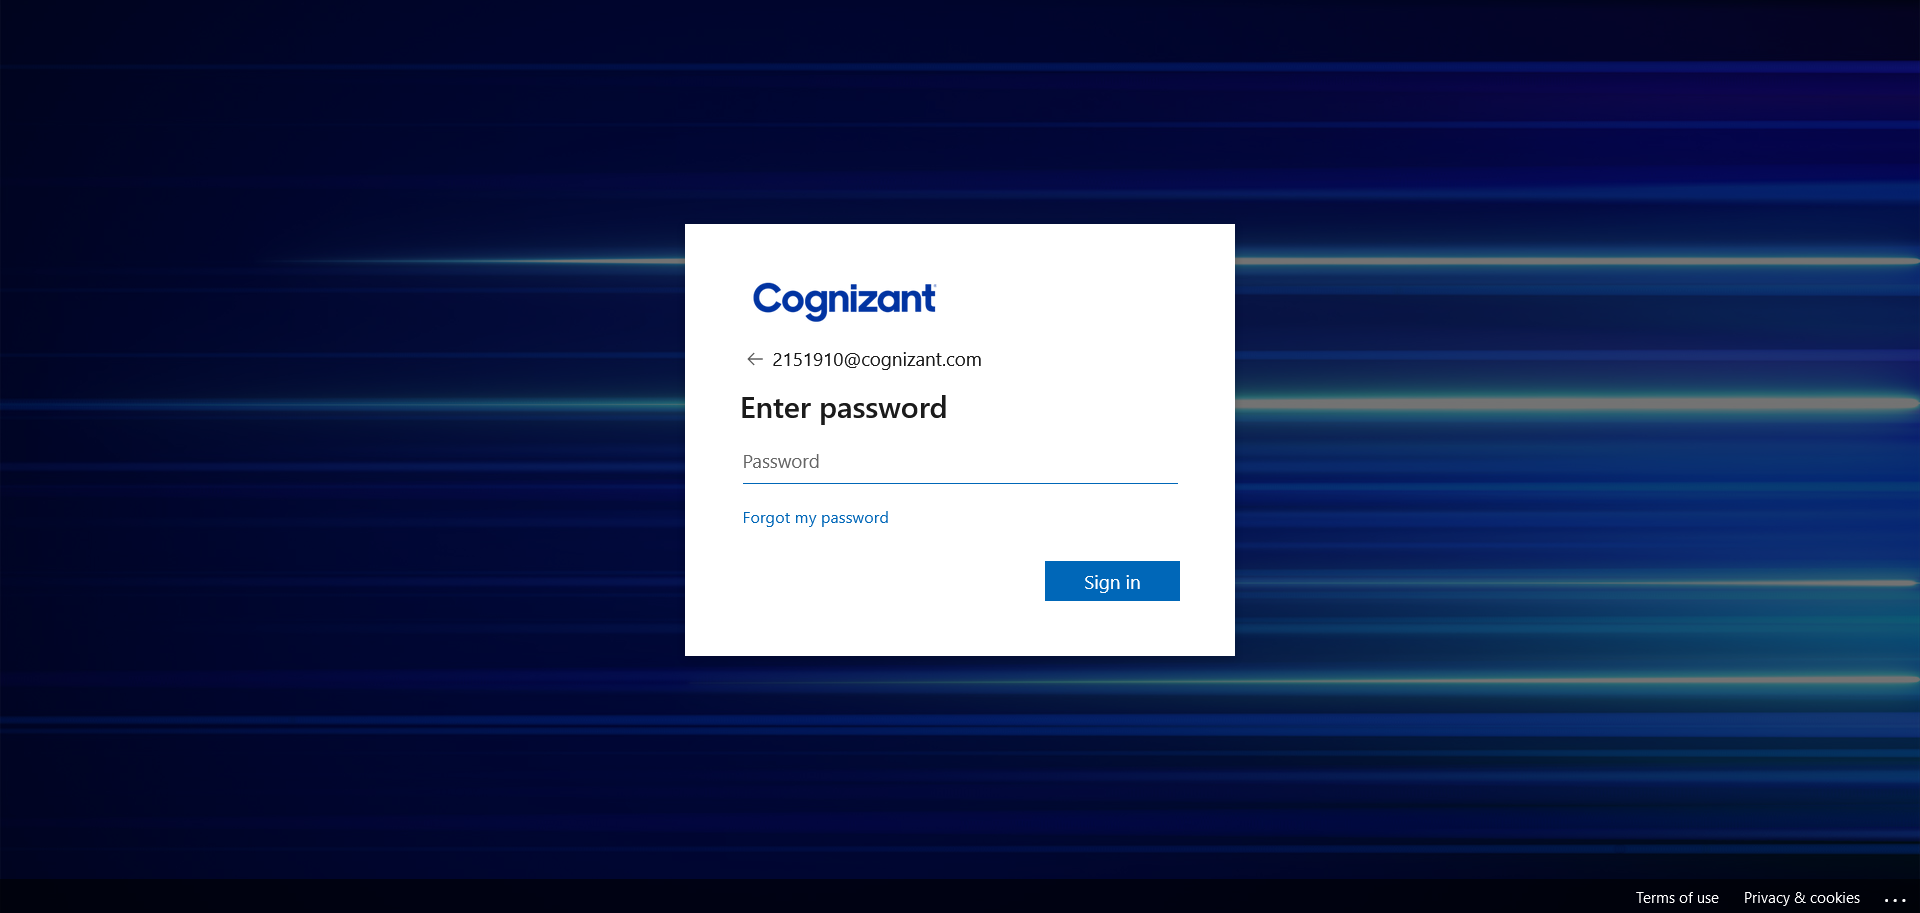 Cognizant
2151910@cognizant.com
Enter password
Password
Forgot my password
Sign in
Terms of use Privacy & cookies ...